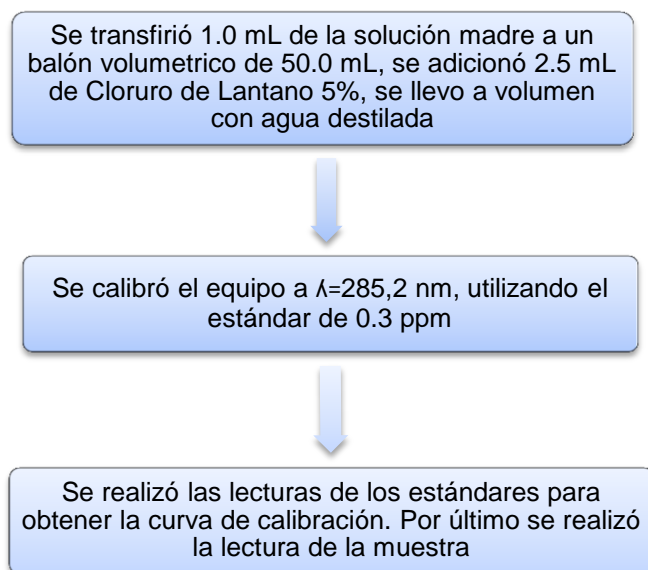 Se transfirió 1.0 mL de la solución madre a un
balón volumetrico de 50.0 mL, se adicionó 2.5 mL
de Cloruro de Lantano 5%, se llevo a volumen
con agua destilada
Se calibró el equipo a ʎ=285,2 nm, utilizando el
estándar de 0.3 ppm
Se realizó las lecturas de los estándares para
obtener la curva de calibración. Por último se realizó
la lectura de la muestra